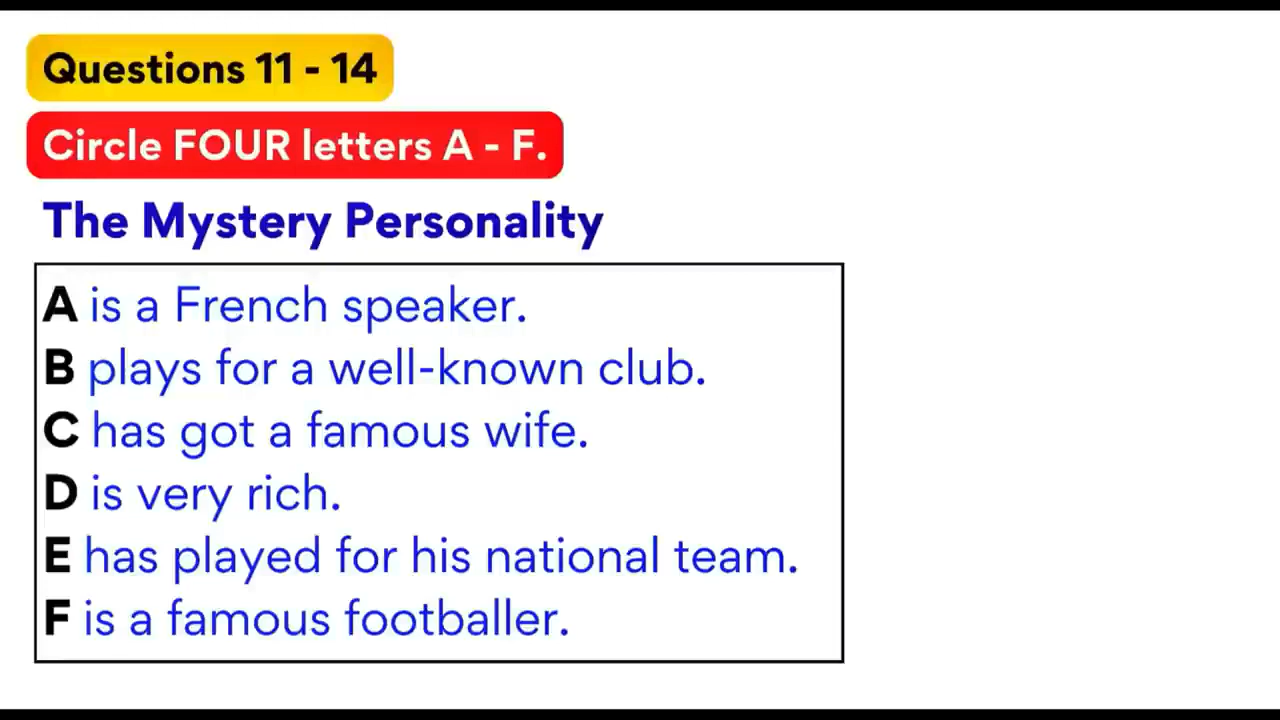 Questions 11 - 14
Circle FOUR letters A - F.
The Mystery Personality
A is a French speaker.
B plays for a well-known club.
C has got a famous wife.
D is very rich.
E has played for his national team.
F is a famous footballer.